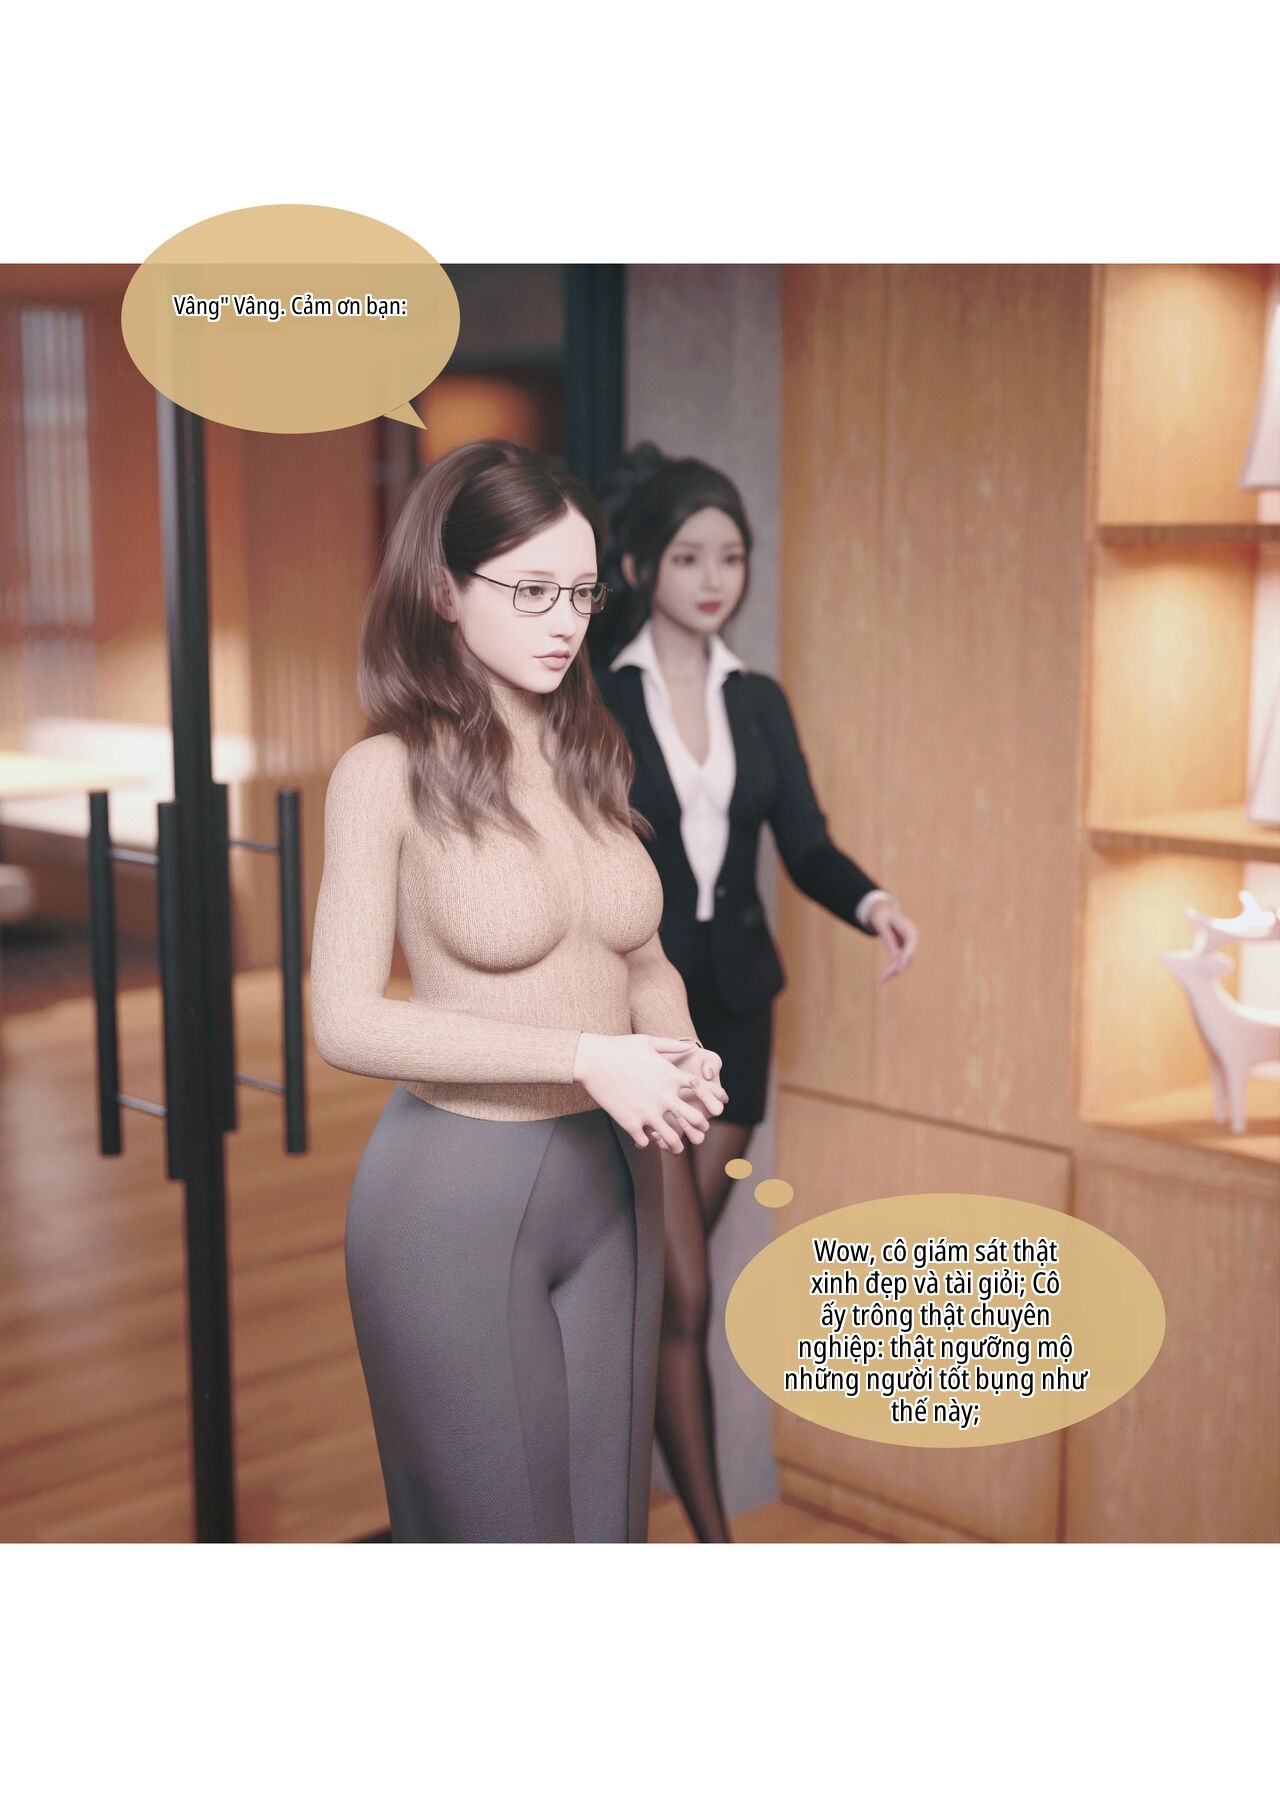 Vâng" Vâng. Cảm ơn bạn:
Wow, cô giám sát thật
xinh đẹp và tài giỏi; Cô
ấy trông thật chuyên
nghiệp: thật ngưỡng mộ
những người tốt bụng như
thế này;